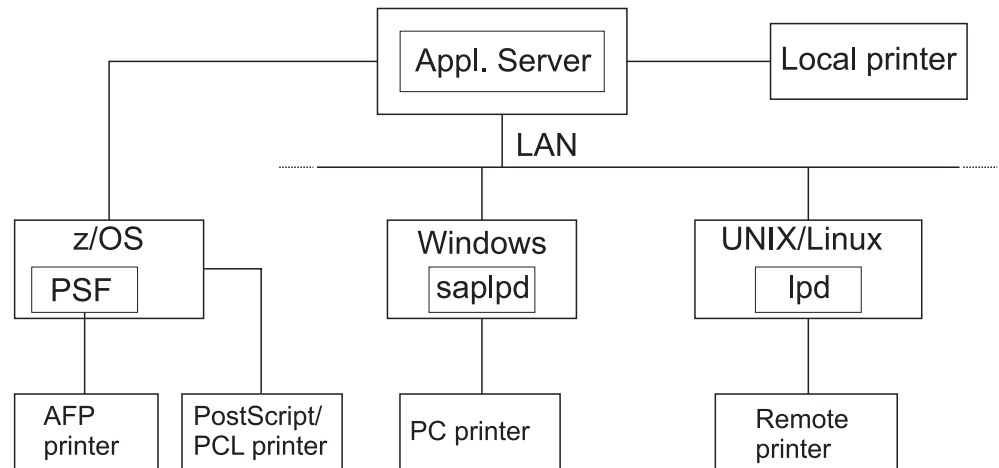 Appl. Server
Local printer
LAN
z/OS
PSF
Windows
saplpd
UNIX/Linux
lpd
AFP
printer
PostScript/
PCL printer
PC printer
Remote
printer